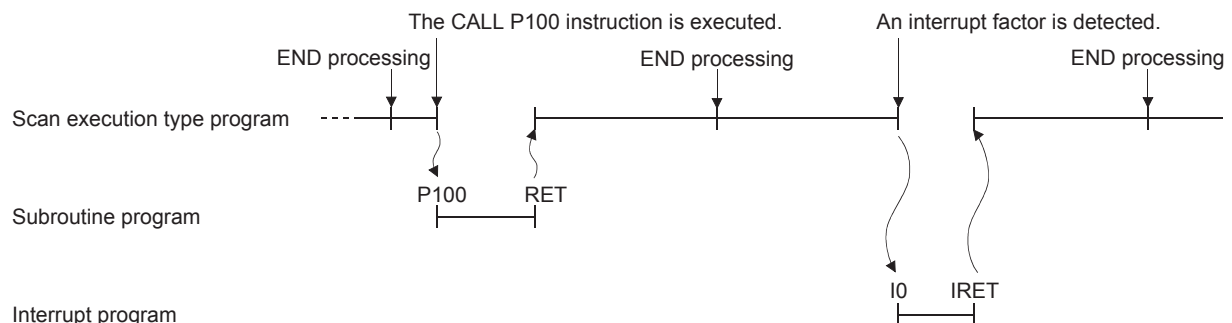 The CALL P100 instruction is executed.
An interrupt factor is detected.
END processing
END processing
END processing
Scan execution type program
P100
RET
Subroutine program
I0
IRET
Interrupt program